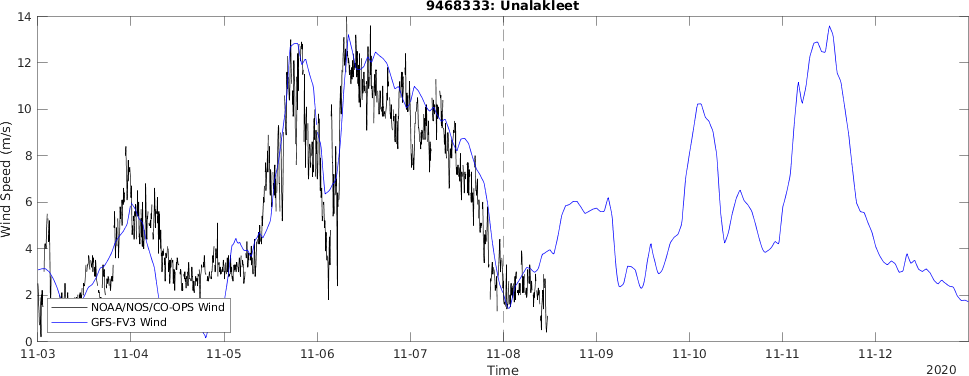 9468333: Unalakleet
14
12
10
8
6
4
2
0
Wind Speed (m/s)
NOAA/NOS/CO-OPS Wind
GFS-FV3 Wind
11-03 11-04 11-05 11-06 11-07 11-08 11-09 11-10 11-11 11-12
Time
2020